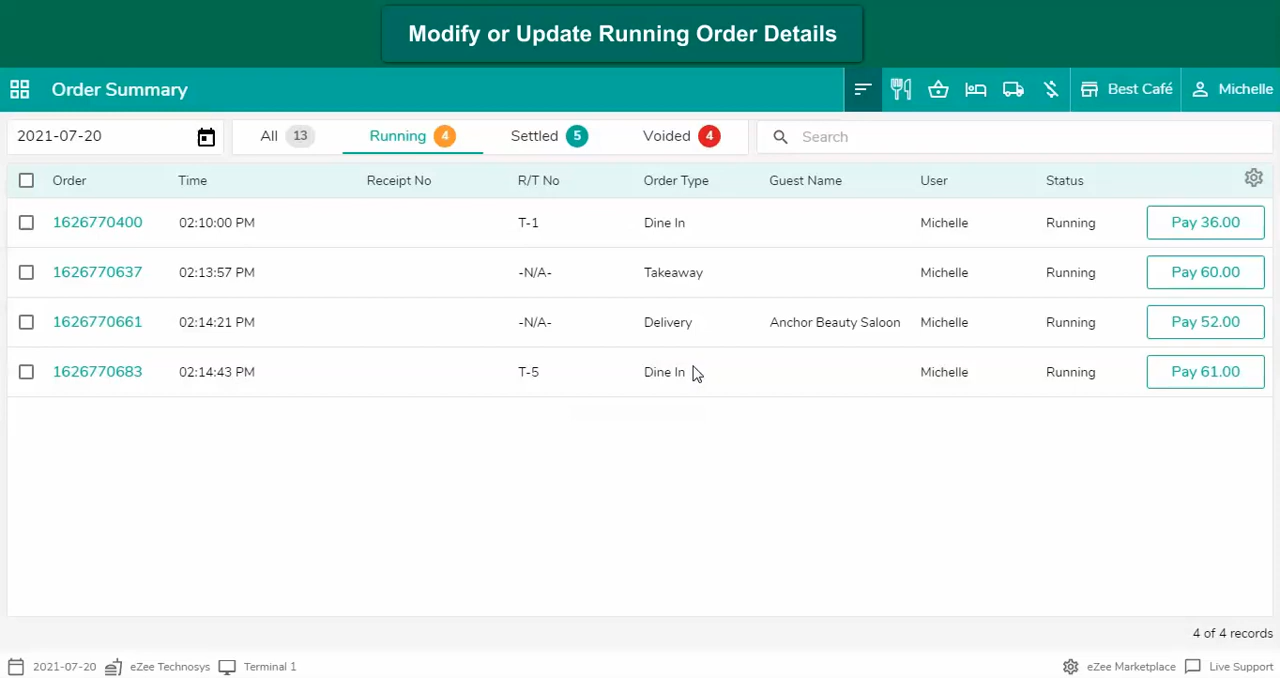 Modify or Update Running Order Details
Order Summary
Best Café
Michelle
2021-07-20
All 13
Running 4
Settled 5
Voided 4
Search
Order Time Receipt No R/T No Order Type Guest Name User Status
1626770400 02:10:00 PM T-1 Dine In Michelle Running Pay 36.00
1626770637 02:13:57 PM -N/A- Takeaway Michelle Running Pay 60.00
1626770661 02:14:21 PM -N/A- Delivery Anchor Beauty Saloon Michelle Running Pay 52.00
1626770683 02:14:43 PM T-5 Dine In Michelle Running Pay 61.00
4 of 4 records
2021-07-20 eZee Technosys Terminal 1 eZee Marketplace Live Support